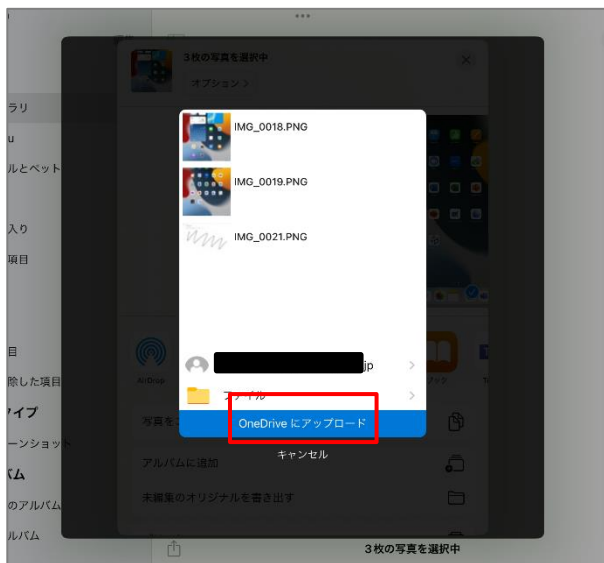 3枚の写真を選択中
オプション
IMG_0018.PNG
IMG_0019.PNG
IMG_0021.PNG
jp
ファイル
OneDrive にアップロード
キャンセル
AirDrop
ブック
写真を
アルバムに追加
未編集のオリジナルを書き出す
ラリ
u
ルとペット
入り
項目
目
除した項目
イプ
ーンショット
のアルバム
ルバム
3枚の写真を選択中